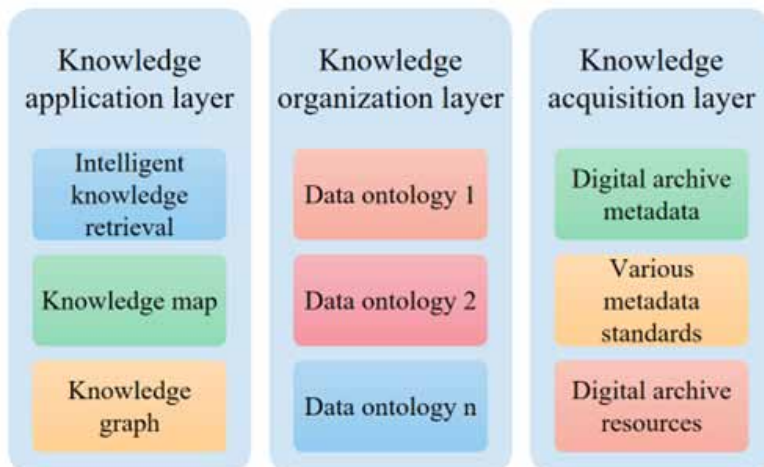 Knowledge
application layer
Intelligent
knowledge
retrieval
Knowledge map
Knowledge
graph
Knowledge
organization layer
Data ontology 1
Data ontology 2
Data ontology n
Knowledge
acquisition layer
Digital archive
metadata
Various
metadata
standards
Digital archive
resources